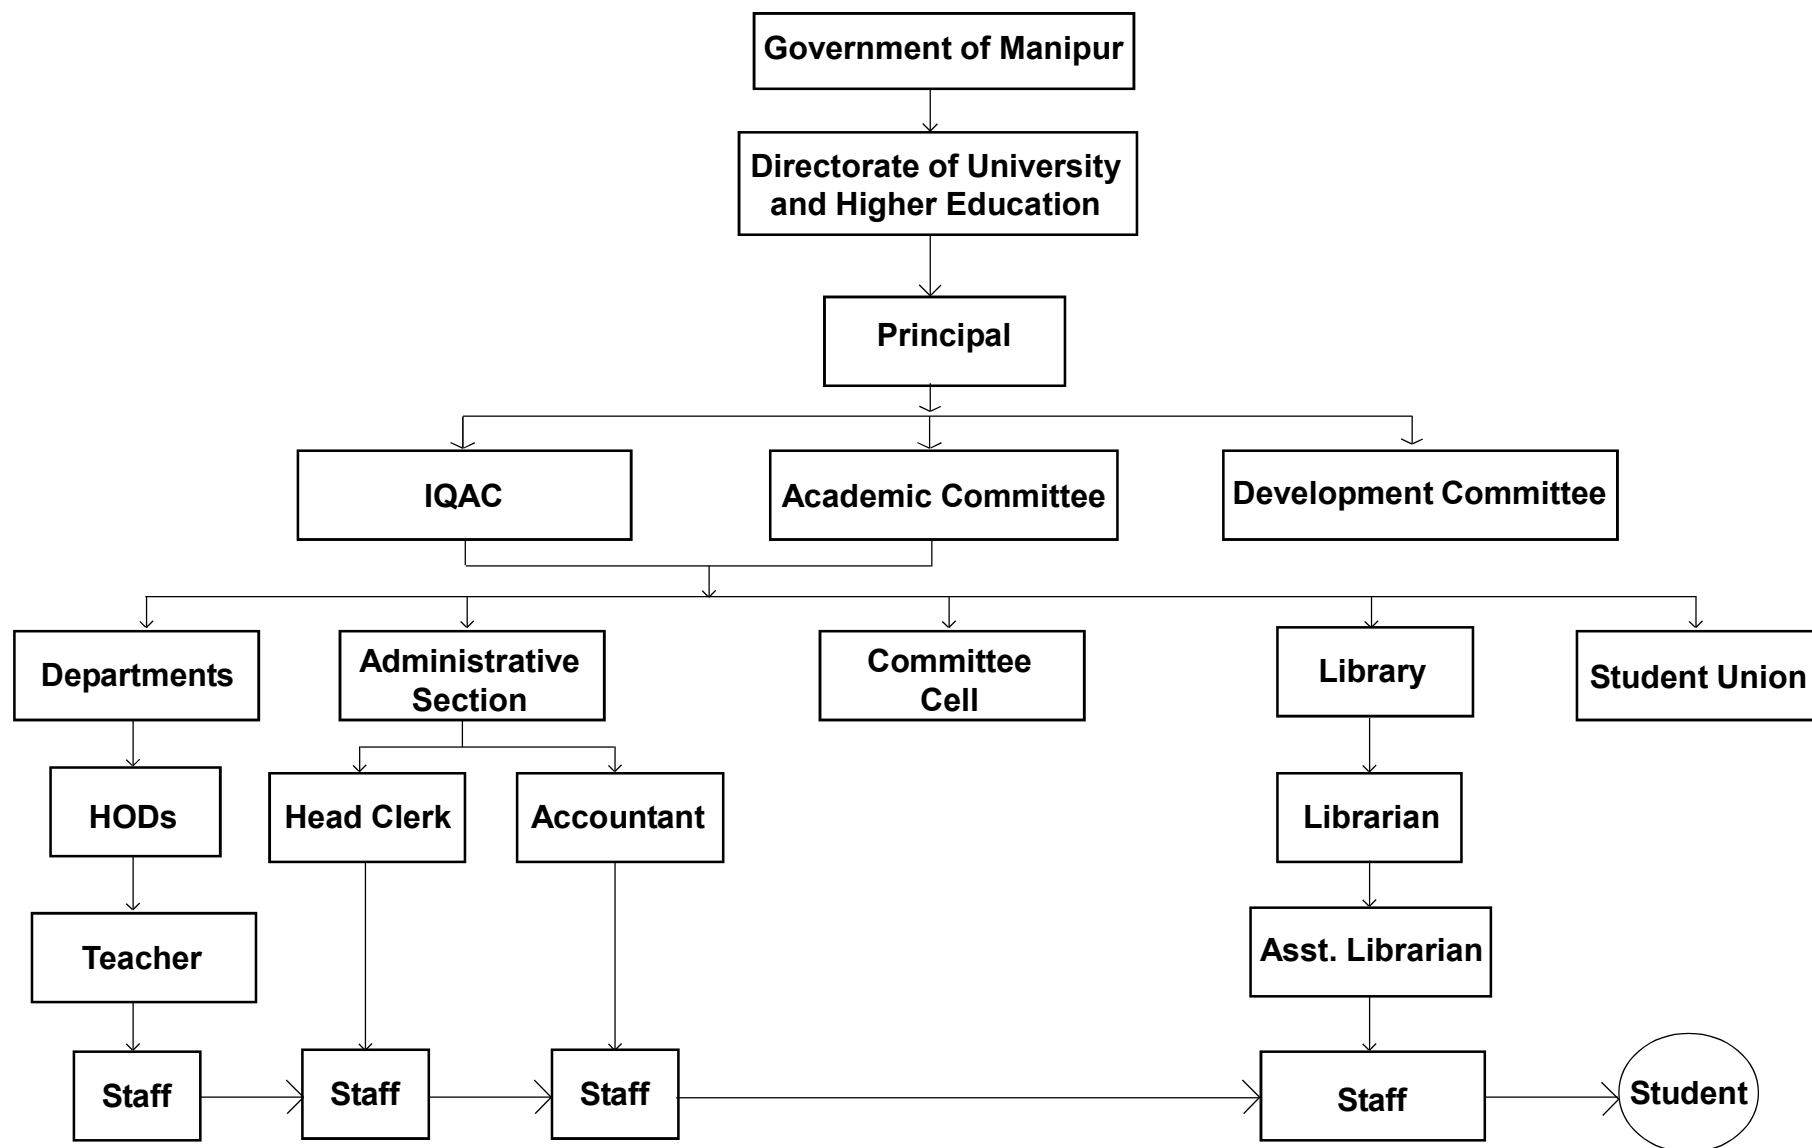 Government of Manipur
Directorate of University
and Higher Education
Principal
IQAC
Academic Committee
Development Committee
Departments
Administrative
Section
Committee
Cell
Library
Student Union
HODs
Head Clerk
Accountant
Librarian
Teacher
Asst. Librarian
Staff
Staff
Staff
Staff
Student